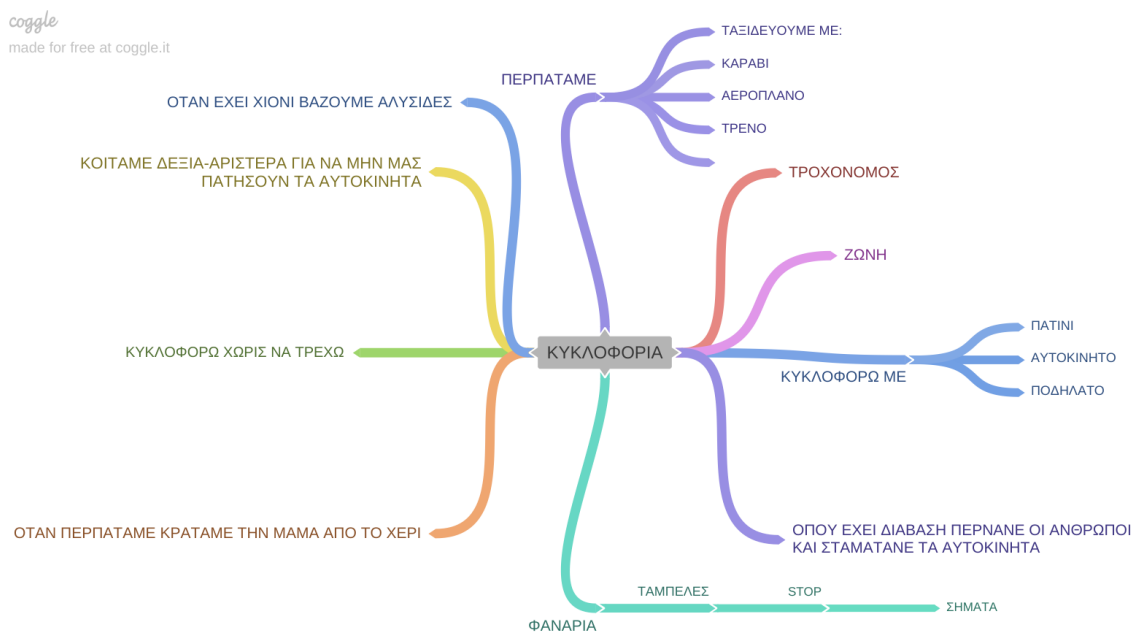 coggle
made for free at coggle.it
ΤΑΞΙΔΕΥΟΥΜΕ ΜΕ:
ΠΕΡΠΑΤΑΜΕ
ΚΑΡΑΒΙ
ΑΕΡΟΠΛΑΝΟ
ΤΡΕΝΟ
ΟΤΑΝ ΕΧΕΙ ΧΙΟΝΙ ΒΑΖΟΥΜΕ ΑΛΥΣΙΔΕΣ
ΚΟΙΤΑΜΕ ΔΕΞΙΑ-ΑΡΙΣΤΕΡΑ ΓΙΑ ΝΑ ΜΗΝ ΜΑΣ
ΠΑΤΗΣΟΥΝ ΤΑ ΑΥΤΟΚΙΝΗΤΑ
ΤΡΟΧΟΝΟΜΟΣ
ΖΩΝΗ
ΚΥΚΛΟΦΟΡΩ ΧΩΡΙΣ ΝΑ ΤΡΕΧΩ
ΚΥΚΛΟΦΟΡΙΑ
ΚΥΚΛΟΦΟΡΩ ΜΕ
ΠΑΤΙΝΙ
ΑΥΤΟΚΙΝΗΤΟ
ΠΟΔΗΛΑΤΟ
ΟΤΑΝ ΠΕΡΠΑΤΑΜΕ ΚΡΑΤΑΜΕ ΤΗΝ ΜΑΜΑ ΑΠΟ ΤΟ ΧΕΡΙ
ΟΠΟΥ ΕΧΕΙ ΔΙΑΒΑΣΗ ΠΕΡΝΑΝΕ ΟΙ ΑΝΘΡΩΠΟΙ
ΚΑΙ ΣΤΑΜΑΤΑΝΕ ΤΑ ΑΥΤΟΚΙΝΗΤΑ
ΦΑΝΑΡΙΑ
ΤΑΜΠΕΛΕΣ
STOP
ΣΗΜΑΤΑ